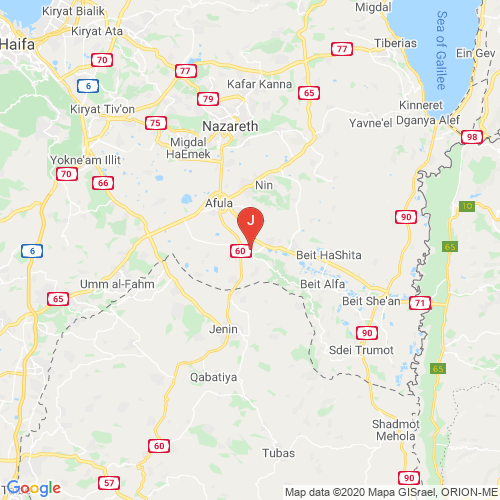 Kiryat Bialik
Migdal
Kiryat Ata
Haifa
Tiberias
Sea of Galilee
Ein Gev
77
70
77
6
Kafar Kanna
65
79
Kiryat Tiv'on
Kinneret
75
Nazareth
Yavne'el
Dganya Alef
98
Migdal
HaEmek
Yokne'am Illit
70
66
Nin
Afula
10
90
J
65
6
60
Beit HaShita
Umm al-Fahm
Beit Alfa
65
Beit She'an
71
Jenin
90
Sdei Trumot
65
Qabatiya
Shadmot
Mehola
60
Tubas
57
90
Google
Map data ©2020 Mapa GISrael, ORION-ME